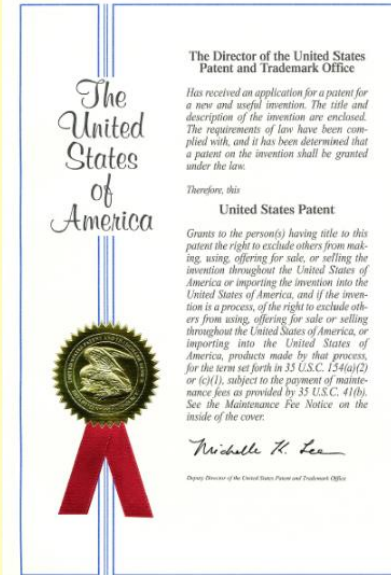 The
United
States
of
America
The Director of the United States
Patent and Trademark Office
Has received an application for a patent for
a new and useful invention. The title and
description of the invention are enclosed.
The requirements of law have been com-
plied with, and it has been determined that
a patent on the invention shall be granted
under the law.
Therefore, this
United States Patent
Grants to the person(s) having title to this
patent the right to exclude others from mak-
ing, using, offering for sale, or selling the
invention throughout the United States of
America or importing the invention into the
United States of America, and if the inven-
tion is a process, of the right to exclude oth-
ers from using, offering for sale or selling
throughout the United States of America, or
importing into the United States of
America, products made by that process,
for the term set forth in 35 U.S.C. 154(a)(2)
or (c)(1), subject to the payment of mainte-
nance fees as provided by 35 U.S.C. 41(b).
See the Maintenance Fee Notice on the
inside of the cover.
Michelle K. Lee
Deputy Director of the United States Patent and Trademark Office